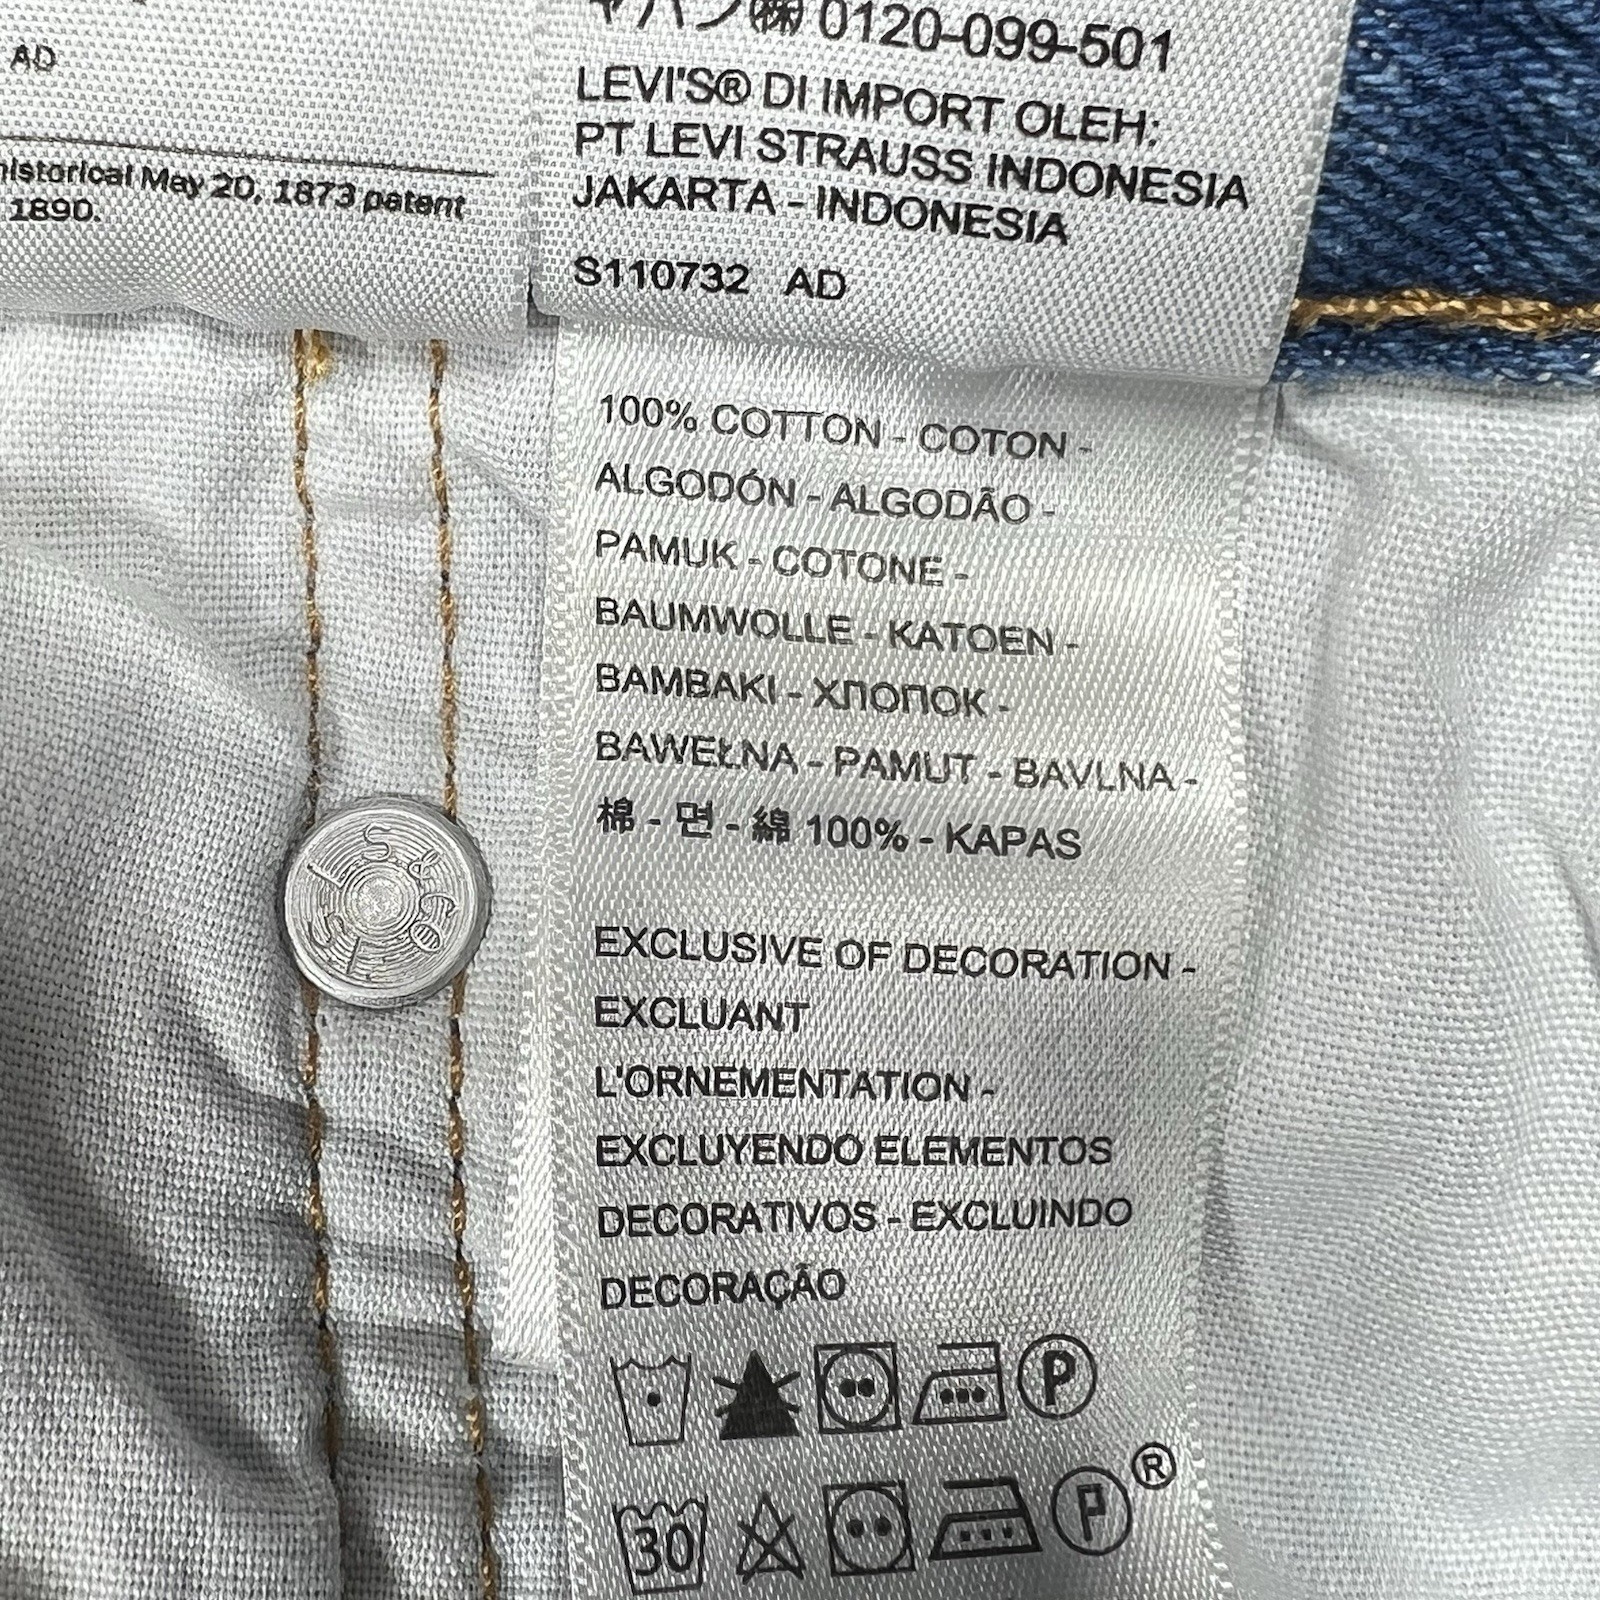 AD
historical May 20, 1873 patent
1890.
ャパン㈱ 0120-099-501
LEVI'S® DI IMPORT OLEH:
PT LEVI STRAUSS INDONESIA
JAKARTA - INDONESIA
S110732 AD
100% COTTON - COTON -
ALGODÓN - ALGODÃO -
PAMUK - COTONE -
BAUMWOLLE - KATOEN -
BAMBAKI - ХЛОПОК -
BAWEŁNA - PAMUT - BAVLNA -
棉 - 면 - 綿 100% - KAPAS
EXCLUSIVE OF DECORATION -
EXCLUANT
L'ORNEMENTATION -
EXCLUYENDO ELEMENTOS
DECORATIVOS - EXCLUINDO
DECORAÇÃO
P
30 P ®
L S & CO